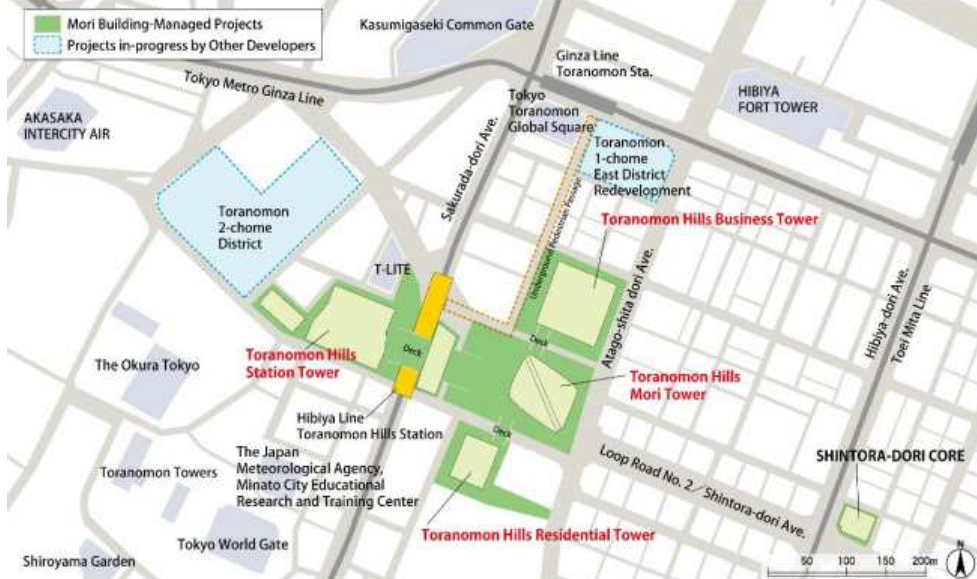 Mori Building-Managed Projects
Projects in-progress by Other Developers
Kasumigaseki Common Gate
Ginza Line
Toranomon Sta.
Tokyo Metro Ginza Line
AKASAKA
INTERCITY AIR
Tokyo
Toranomon
Global Square
HIBIYA
FORT TOWER
Sakurada-dori Ave.
Toranomon
1-chome
East District
Redevelopment
Underground Pedestrian Passage
Toranomon
2-chome
District
Toranomon Hills Business Tower
T-LITE
Atago-shita dori Ave.
Hibiya-dori Ave.
Toei Mita Line
Deck
Deck
Toranomon Hills
Station Tower
The Okura Tokyo
Toranomon Hills
Mori Tower
Hibiya Line
Toranomon Hills Station
Deck
The Japan
Meteorological Agency,
Minato City Educational
Research and Training Center
Loop Road No. 2/Shintora-dori Ave.
SHINTORA-DORI CORE
Toranomon Towers
Toranomon Hills Residential Tower
Tokyo World Gate
Shiroyama Garden
50 100 150 200m
N